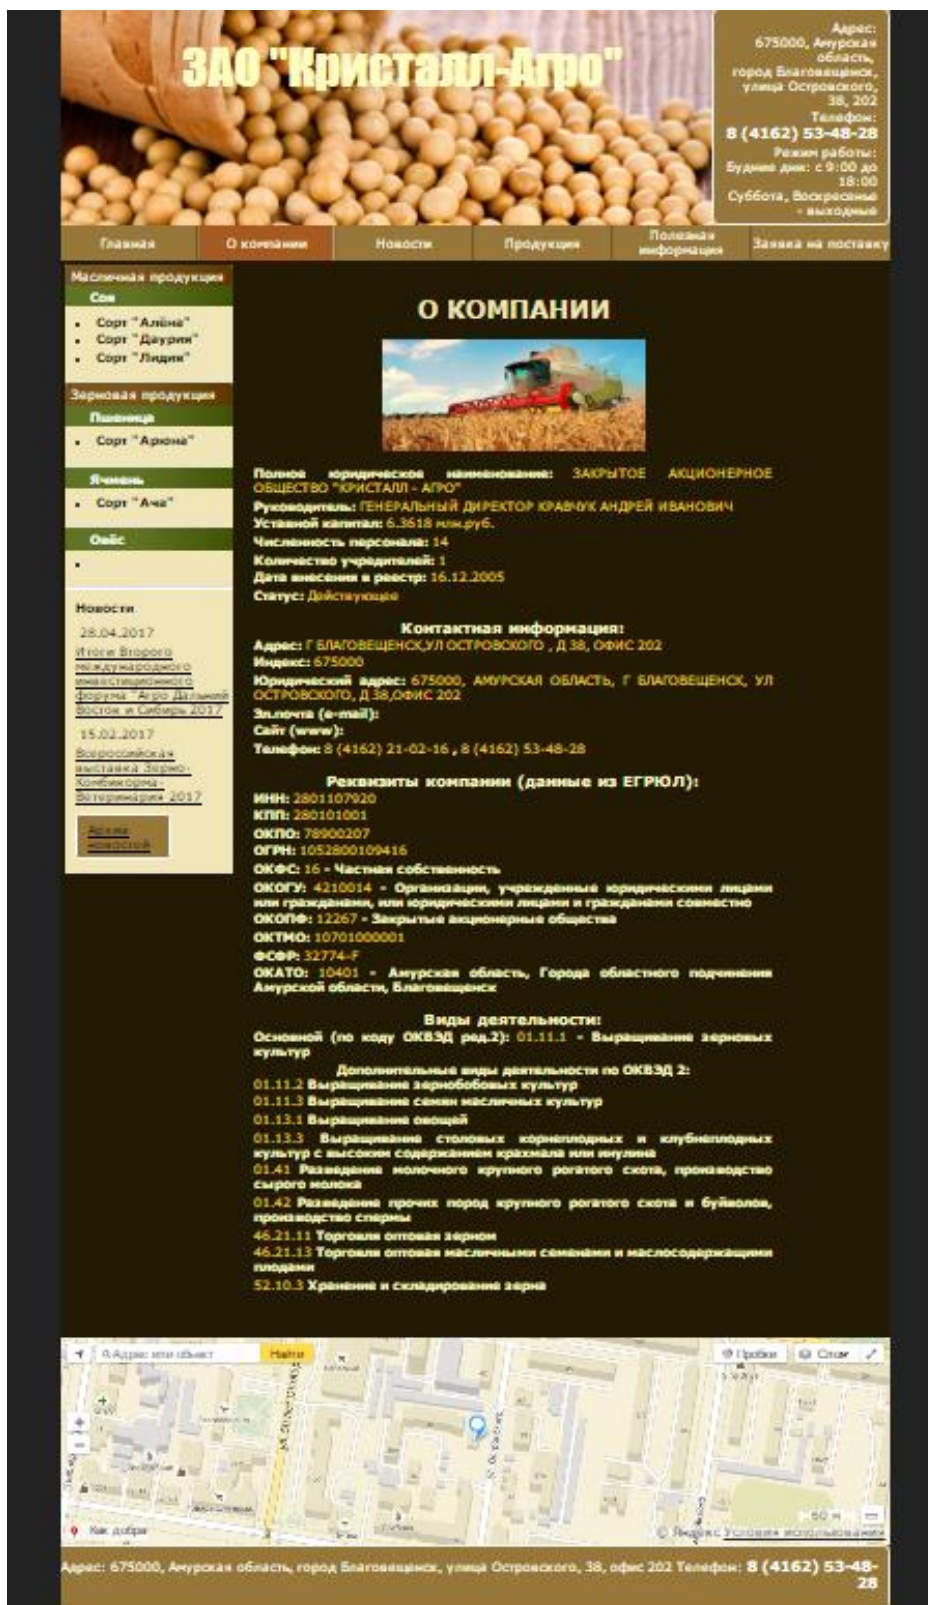 ЗАО "Кристалл-Агро"
Адрес:
675000, Амурская
область,
город Благовещенск,
улица Островского,
38, 202
Телефон:
8 (4162) 53-48-28
Режим работы:
Будние дни: с 9:00 до
18:00
Суббота, Воскресенье
- выходные
Главная
О компании
Новости
Продукция
Полезная
информация
Заявка на поставку
Масличная продукция
Соя
Сорт "Алёна"
Сорт "Даурия"
Сорт "Лидия"
Зерновая продукция
Пшеница
Сорт "Арюна"
Ячмень
Сорт "Ача"
Овёс
Новости
28.04.2017
Итоги Второго
международного
инвестиционного
форума "Агро Дальний
Восток и Сибирь 2017
15.02.2017
Всероссийская
выставка Зерно-
Комбикорма-
Ветеринария 2017
Архив
новостей
О КОМПАНИИ
Полное юридическое наименование: ЗАКРЫТОЕ АКЦИОНЕРНОЕ
ОБЩЕСТВО "КРИСТАЛЛ - АГРО"
Руководитель: ГЕНЕРАЛЬНЫЙ ДИРЕКТОР КРАВЧУК АНДРЕЙ ИВАНОВИЧ
Уставной капитал: 6.3618 млн.руб.
Численность персонала: 14
Количество учредителей: 1
Дата внесения в реестр: 16.12.2005
Статус: Действующее
Контактная информация:
Адрес: Г БЛАГОВЕЩЕНСК,УЛ ОСТРОВСКОГО , Д 38, ОФИС 202
Индекс: 675000
Юридический адрес: 675000, АМУРСКАЯ ОБЛАСТЬ, Г БЛАГОВЕЩЕНСК, УЛ
ОСТРОВСКОГО, Д 38,ОФИС 202
Эл.почта (e-mail):
Сайт (www):
Телефон: 8 (4162) 21-02-16 , 8 (4162) 53-48-28
Реквизиты компании (данные из ЕГРЮЛ):
ИНН: 2801107920
КПП: 280101001
ОКПО: 78900207
ОГРН: 1052800109416
ОКФС: 16 - Частная собственность
ОКОГУ: 4210014 - Организации, учрежденные юридическими лицами
или гражданами, или юридическими лицами и гражданами совместно
ОКОПФ: 12267 - Закрытые акционерные общества
ОКТМО: 10701000001
ФСФР: 32774-F
ОКАТО: 10401 - Амурская область, Города областного подчинения
Амурской области, Благовещенск
Виды деятельности:
Основной (по коду ОКВЭД ред.2): 01.11.1 - Выращивание зерновых
культур
Дополнительные виды деятельности по ОКВЭД 2:
01.11.2 Выращивание зернобобовых культур
01.11.3 Выращивание семян масличных культур
01.13.1 Выращивание овощей
01.13.3 Выращивание столовых корнеплодных и клубнеплодных
культур с высоким содержанием крахмала или инулина
01.41 Разведение молочного крупного рогатого скота, производство
сырого молока
01.42 Разведение прочих пород крупного рогатого скота и буйволов,
производство спермы
46.21.11 Торговля оптовая зерном
46.21.13 Торговля оптовая масличными семенами и маслосодержащими
плодами
52.10.3 Хранение и складирование зерна
Адрес или объект
Найти
Пробки
Слои
60 м
Как добра
© Яндекс Условия использования
Адрес: 675000, Амурская область, город Благовещенск, улица Островского, 38, офис 202 Телефон: 8 (4162) 53-48-
28